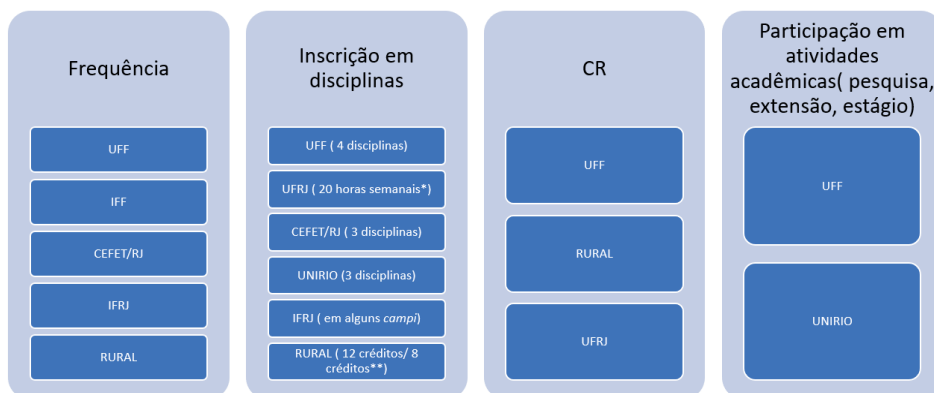 Frequência
UFF
IFF
CEFET/RJ
IFRJ
RURAL
Inscrição em
disciplinas
UFF ( 4 disciplinas)
UFRJ ( 20 horas semanais*)
CEFET/RJ ( 3 disciplinas)
UNIRIO (3 disciplinas)
IFRJ ( em alguns campi)
RURAL ( 12 créditos/ 8
créditos**)
CR
UFF
RURAL
UFRJ
Participação em
atividades
acadêmicas( pesquisa,
extensão, estágio)
UFF
UNIRIO